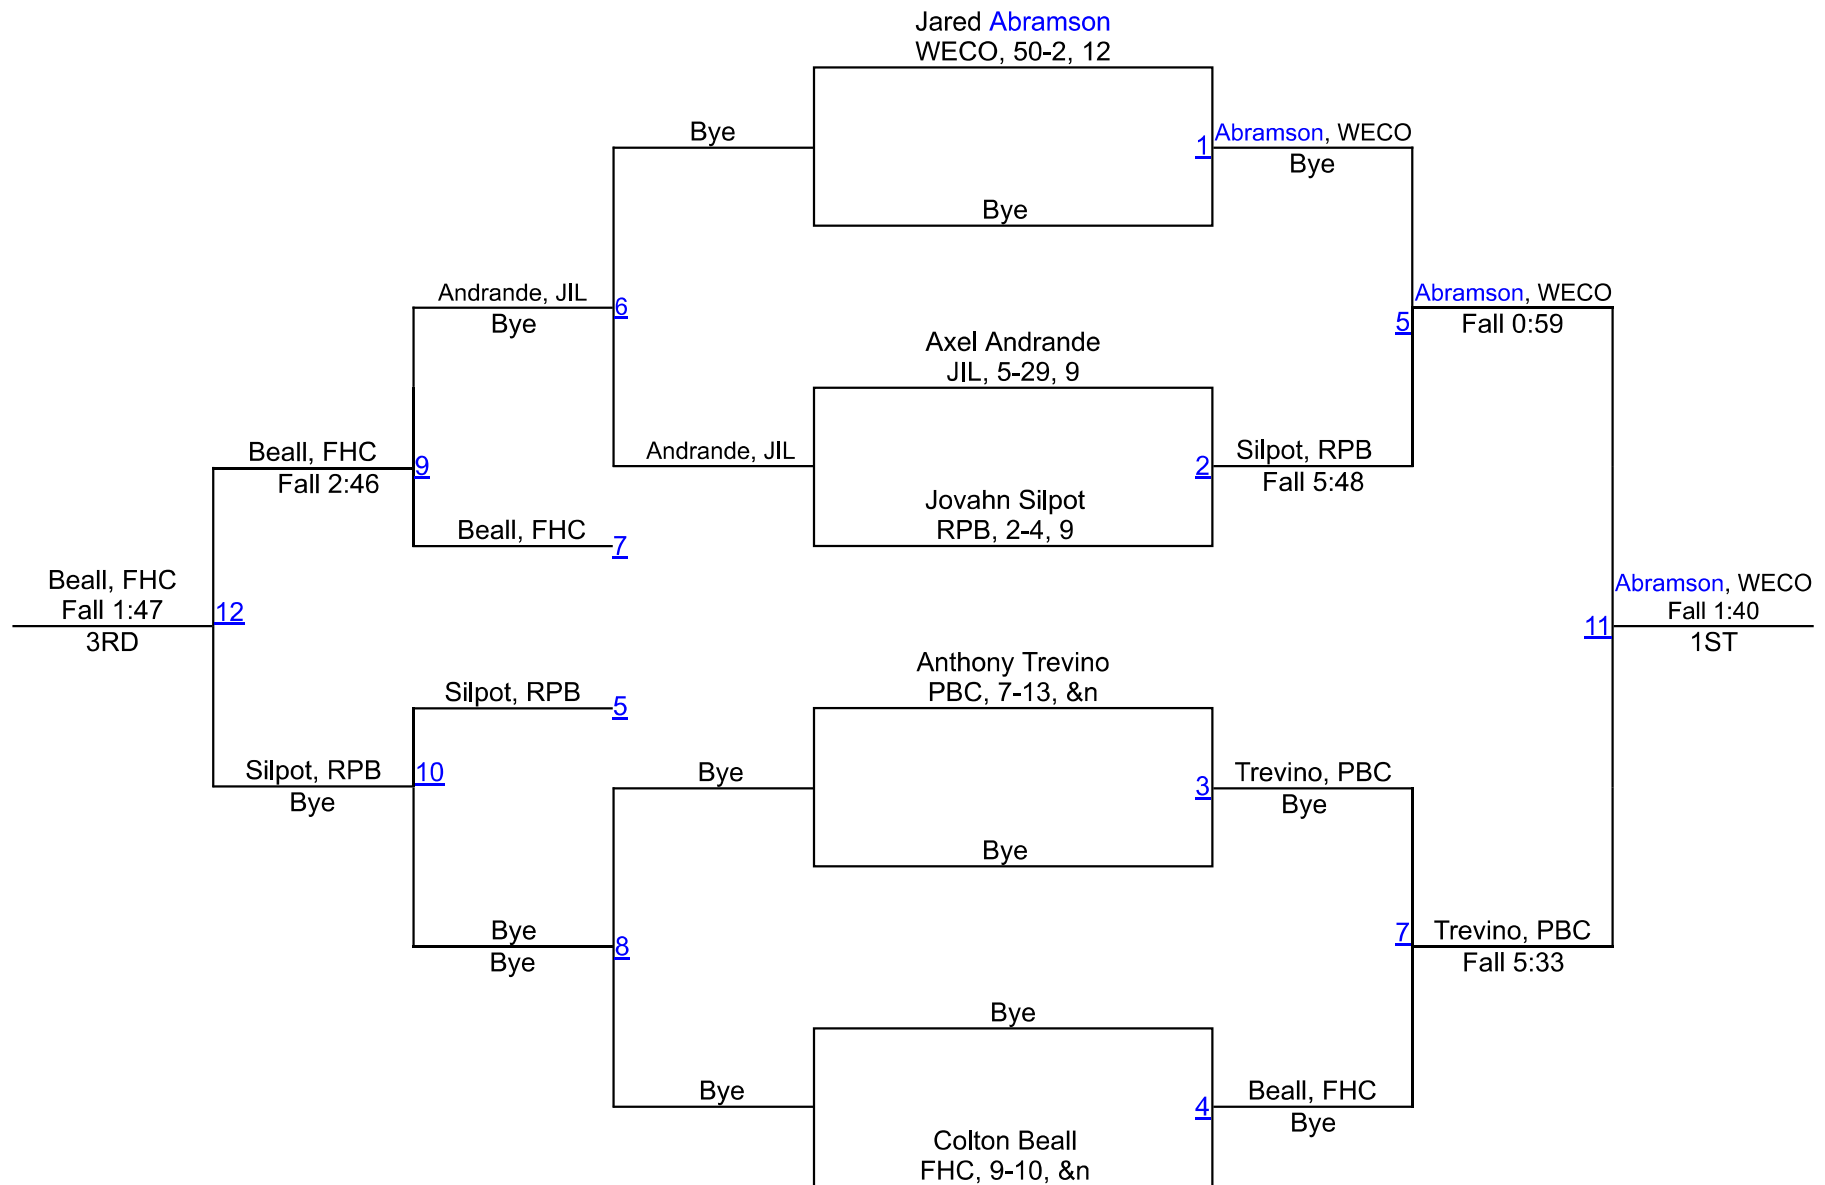 Jared Abramson
WECO, 50-2, 12
Bye
1
Abramson, WECO
Bye
Bye
Andrande, JIL
Bye
6
Abramson, WECO
Fall 0:59
5
Axel Andrande
JIL, 5-29, 9
Beall, FHC
Fall 2:46
9
Andrande, JIL
2
Silpot, RPB
Fall 5:48
Jovahn Silpot
RPB, 2-4, 9
Beall, FHC
7
Beall, FHC
Fall 1:47
3RD
12
11
Abramson, WECO
Fall 1:40
1ST
Anthony Trevino
PBC, 7-13, &n
Silpot, RPB
5
Silpot, RPB
Bye
10
Bye
3
Trevino, PBC
Bye
Bye
Bye
Bye
8
7
Trevino, PBC
Fall 5:33
Bye
Bye
4
Beall, FHC
Bye
Colton Beall
FHC, 9-10, &n